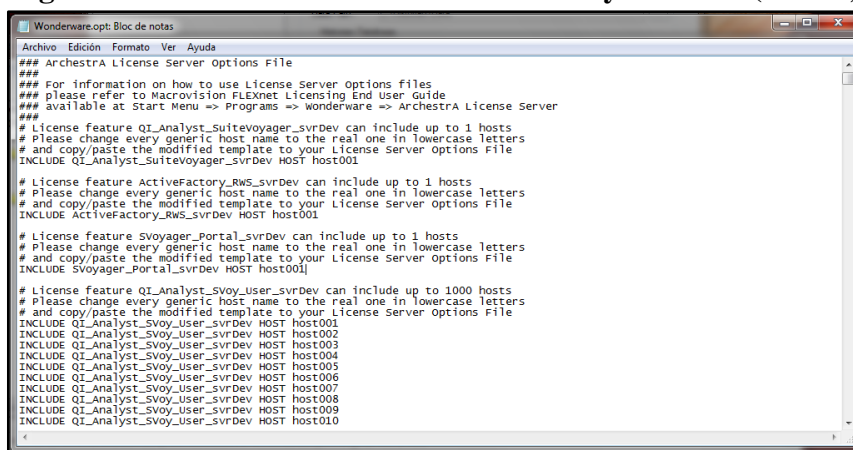 Wonderware.opt: Bloc de notas
Archivo Edición Formato Ver Ayuda
### ArchestrA License Server Options File
###
### For information on how to use License Server Options files
### please refer to Macrovision FLEXnet Licensing End User Guide
### available at Start Menu => Programs => Wonderware => ArchestrA License Server
###
# License feature QI_Analyst_SuiteVoyager_svrDev can include up to 1 hosts
# Please change every generic host name to the real one in lowercase letters
# and copy/paste the modified template to your License Server Options File
INCLUDE QI_Analyst_SuiteVoyager_svrDev HOST host001
# License feature ActiveFactory_RWS_svrDev can include up to 1 hosts
# Please change every generic host name to the real one in lowercase letters
# and copy/paste the modified template to your License Server Options File
INCLUDE ActiveFactory_RWS_svrDev HOST host001
# License feature SVoyager_Portal_svrDev can include up to 1 hosts
# Please change every generic host name to the real one in lowercase letters
# and copy/paste the modified template to your License Server Options File
INCLUDE SVoyager_Portal_svrDev HOST host001
# License feature QI_Analyst_SVoy_User_svrDev can include up to 1000 hosts
# Please change every generic host name to the real one in lowercase letters
# and copy/paste the modified template to your License Server Options File
INCLUDE QI_Analyst_SVoy_User_svrDev HOST host001
INCLUDE QI_Analyst_SVoy_User_svrDev HOST host002
INCLUDE QI_Analyst_SVoy_User_svrDev HOST host003
INCLUDE QI_Analyst_SVoy_User_svrDev HOST host004
INCLUDE QI_Analyst_SVoy_User_svrDev HOST host005
INCLUDE QI_Analyst_SVoy_User_svrDev HOST host006
INCLUDE QI_Analyst_SVoy_User_svrDev HOST host007
INCLUDE QI_Analyst_SVoy_User_svrDev HOST host008
INCLUDE QI_Analyst_SVoy_User_svrDev HOST host009
INCLUDE QI_Analyst_SVoy_User_svrDev HOST host010